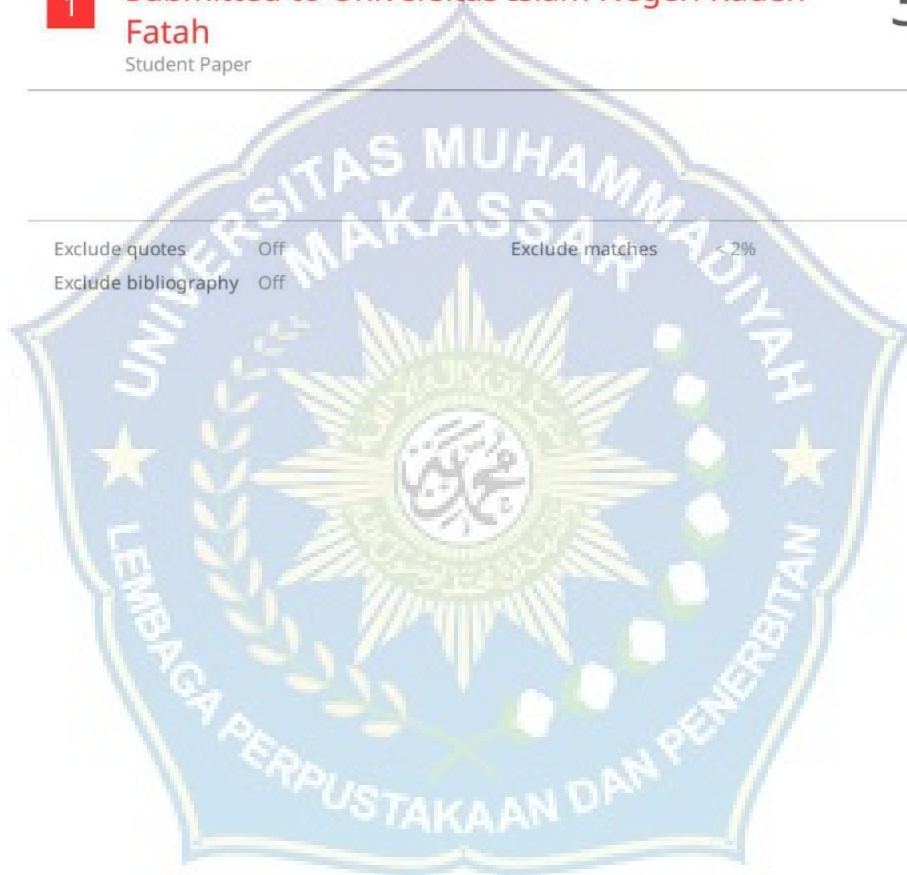 1
Fatah
Student Paper
UNIVERSITAS MUHAMMADIYAH
MAKASSAR
Exclude quotes Off Exclude matches < 2%
Exclude bibliography Off
LEMBAGA PERPUSTAKAAN DAN PENERBITAN